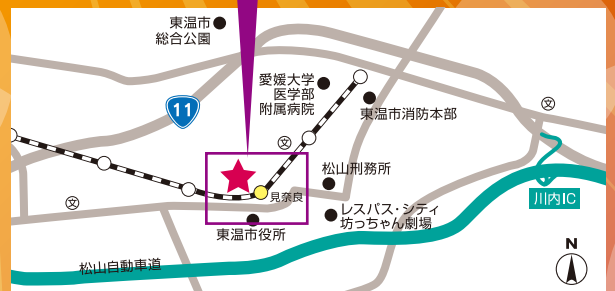 東温市
総合公園
愛媛大学
医学部
附属病院
東温市消防本部
11
文
文
松山刑務所
見奈良
川内IC
文
レスパス・シティ
坊っちゃん劇場
東温市役所
松山自動車道
N